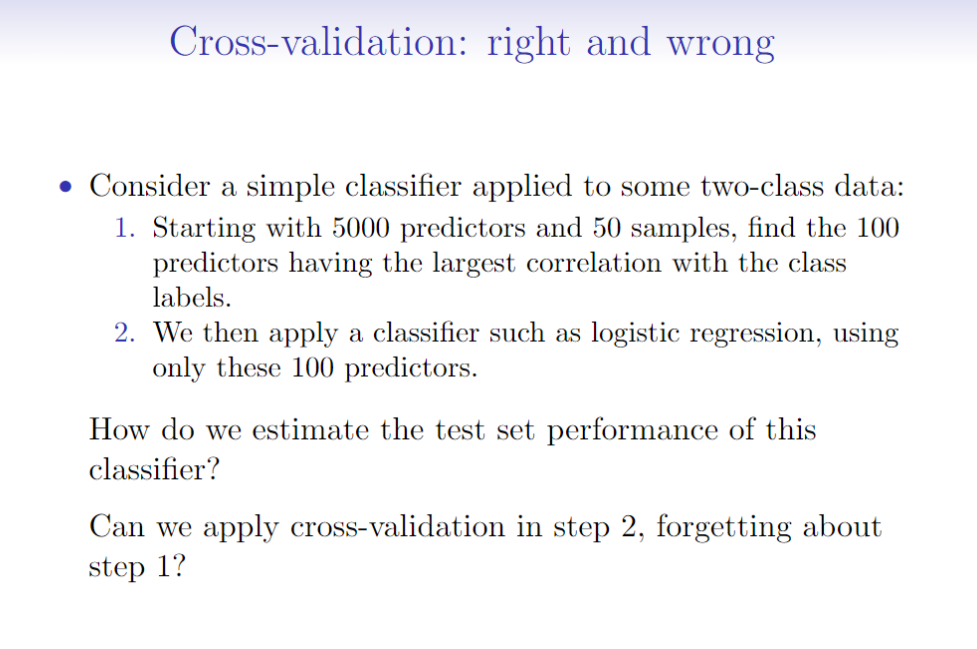 Cross-validation: right and wrong
• Consider a simple classifier applied to some two-class data:
1. Starting with 5000 predictors and 50 samples, find the 100
predictors having the largest correlation with the class
labels.
2. We then apply a classifier such as logistic regression, using
only these 100 predictors.
How do we estimate the test set performance of this
classifier?
Can we apply cross-validation in step 2, forgetting about
step 1?